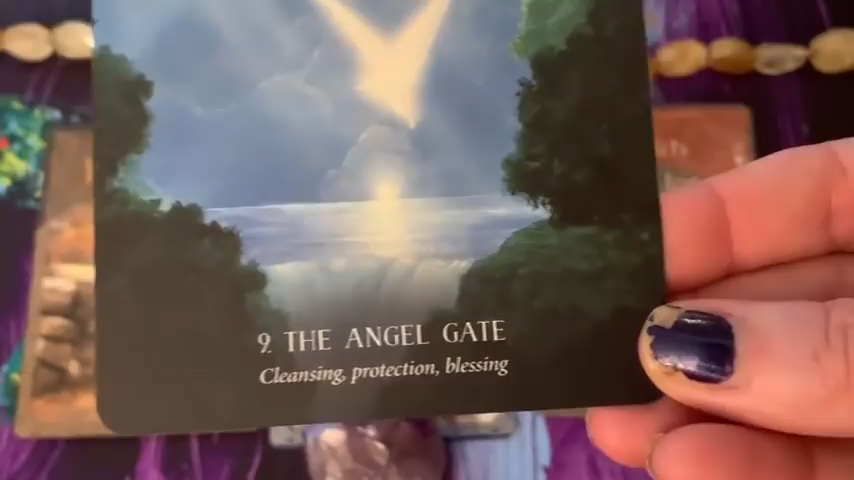 9. THE ANGEL GATE
Cleansing, protection, blessing